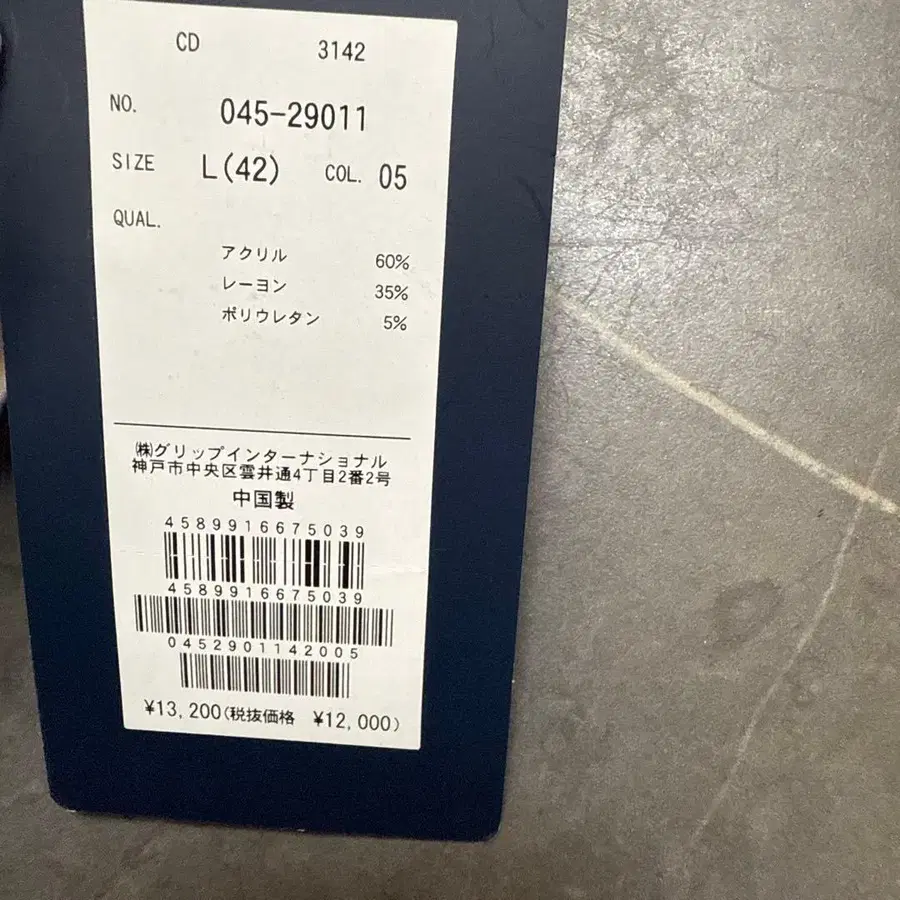 CD 3142
NO. 045-29011
SIZE L(42) COL. 05
QUAL.
アクリル 60%
レーヨン 35%
ポリウレタン 5%
㈱グリップインターナショナル
神戸市中央区雲井通4丁目2番2号
中国製
4589916675039
4589916675039
0452901142005
¥13,200(税抜価格 ¥12,000)